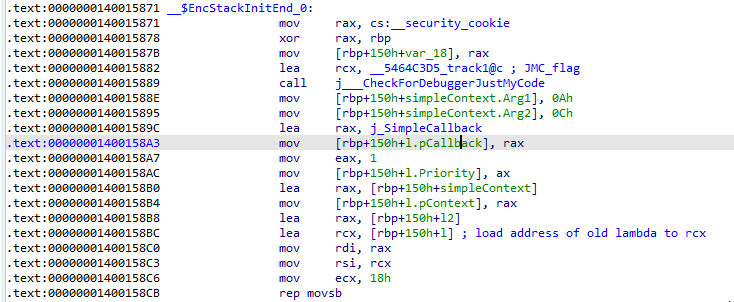 .text:0000000140015871 __$EncStackInitEnd_0:
.text:0000000140015871 mov rax, cs:__security_cookie
.text:0000000140015878 xor rax, rbp
.text:000000014001587B mov [rbp+150h+var_18], rax
.text:0000000140015882 lea rcx, __5464C3D5_track1@c ; JMC_flag
.text:0000000140015889 call j___CheckForDebuggerJustMyCode
.text:000000014001588E mov [rbp+150h+simpleContext.Arg1], 0Ah
.text:0000000140015895 mov [rbp+150h+simpleContext.Arg2], 0Ch
.text:000000014001589C lea rax, j_SimpleCallback
.text:00000001400158A3 mov [rbp+150h+l.pCallback], rax
.text:00000001400158A7 mov eax, 1
.text:00000001400158AC mov [rbp+150h+l.Priority], ax
.text:00000001400158B0 lea rax, [rbp+150h+simpleContext]
.text:00000001400158B4 mov [rbp+150h+l.pContext], rax
.text:00000001400158B8 lea rax, [rbp+150h+l2]
.text:00000001400158BC lea rcx, [rbp+150h+l] ; load address of old lambda to rcx
.text:00000001400158C0 mov rdi, rax
.text:00000001400158C3 mov rsi, rcx
.text:00000001400158C6 mov ecx, 18h
.text:00000001400158CB rep movsb